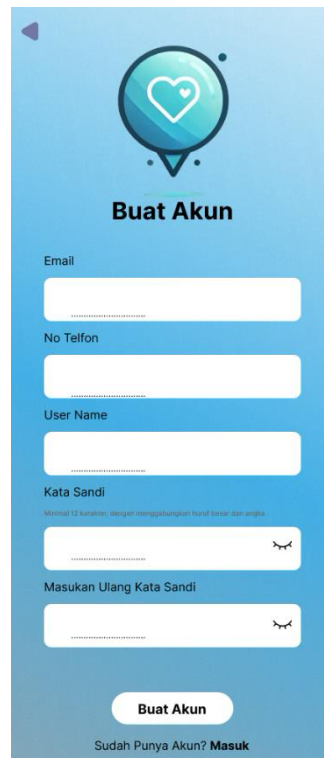 Buat Akun
Email
No Telfon
User Name
Kata Sandi
Minimal 12 karakter, dengan menggabungkan huruf besar dan angka
Masukan Ulang Kata Sandi
Buat Akun
Sudah Punya Akun? Masuk